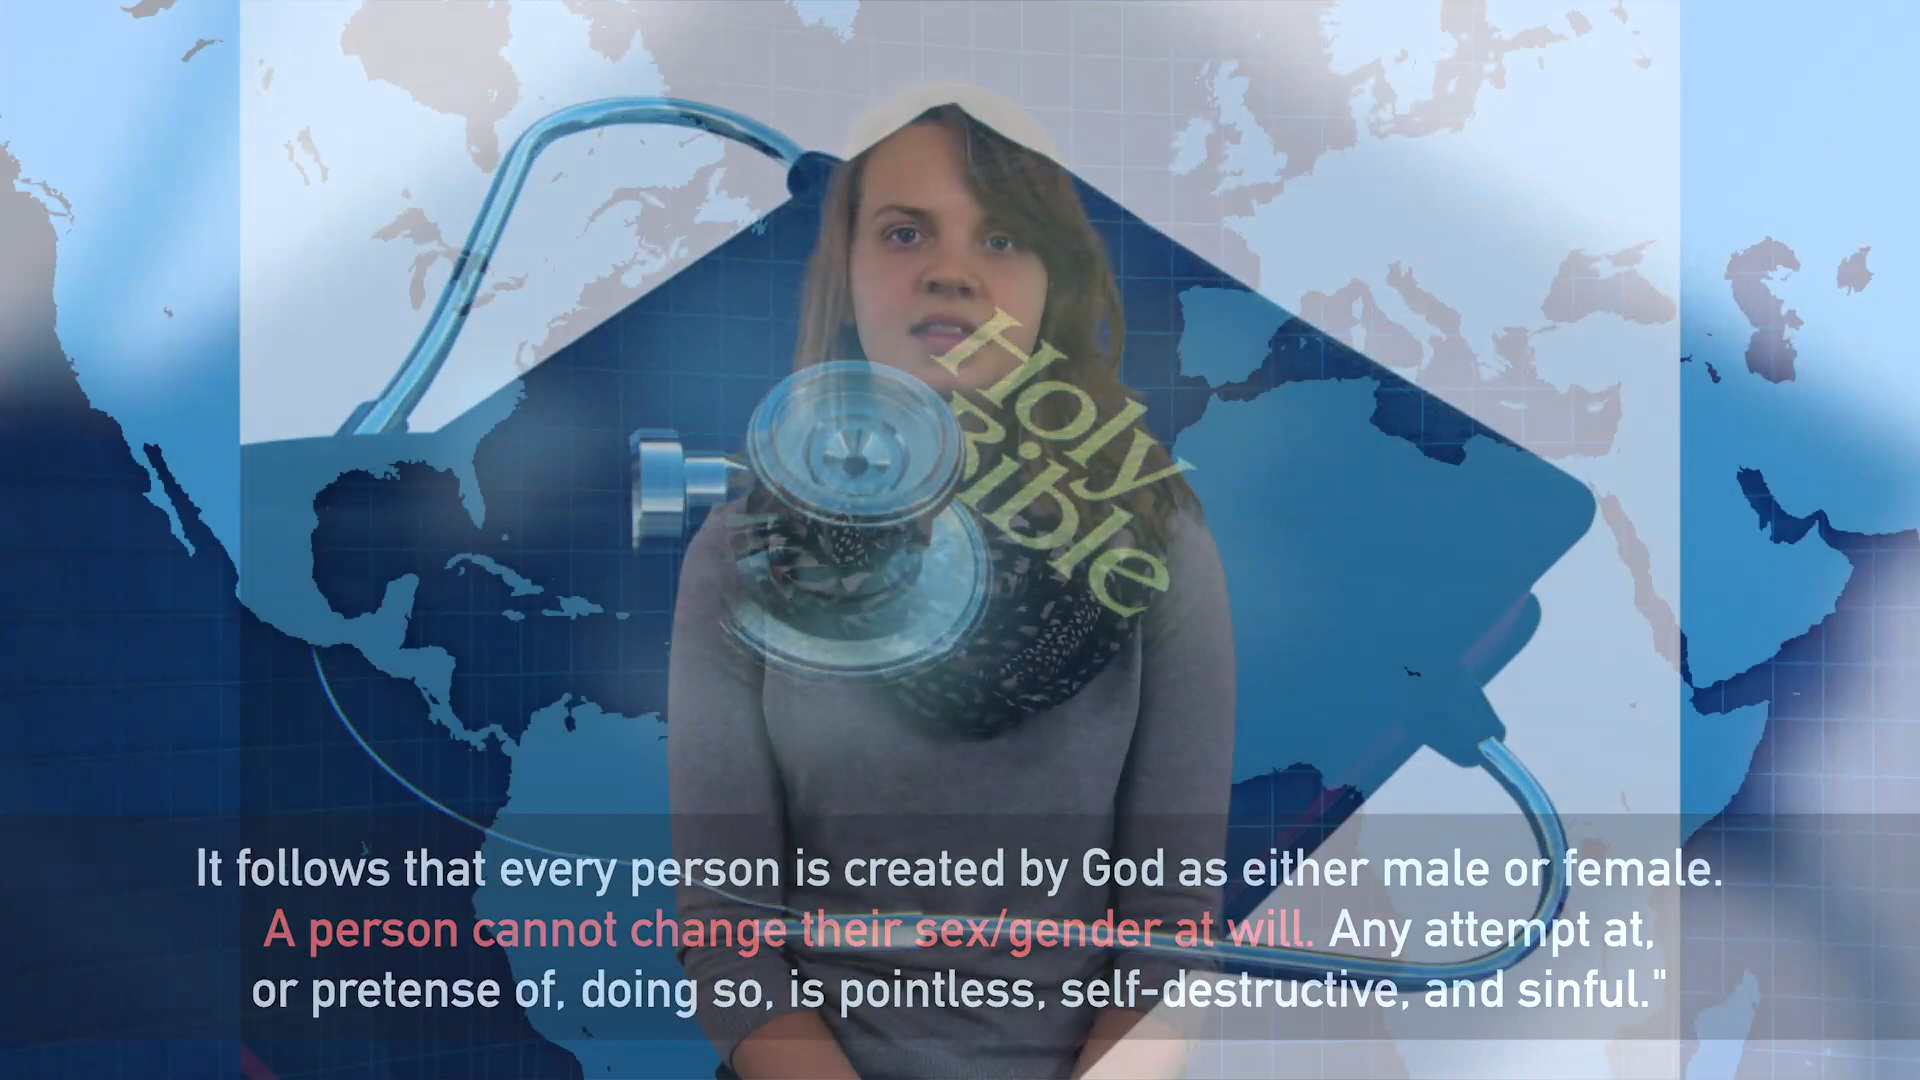 Holy
Bible
It follows that every person is created by God as either male or female.
A person cannot change their sex/gender at will. Any attempt at,
or pretense of, doing so, is pointless, self-destructive, and sinful."